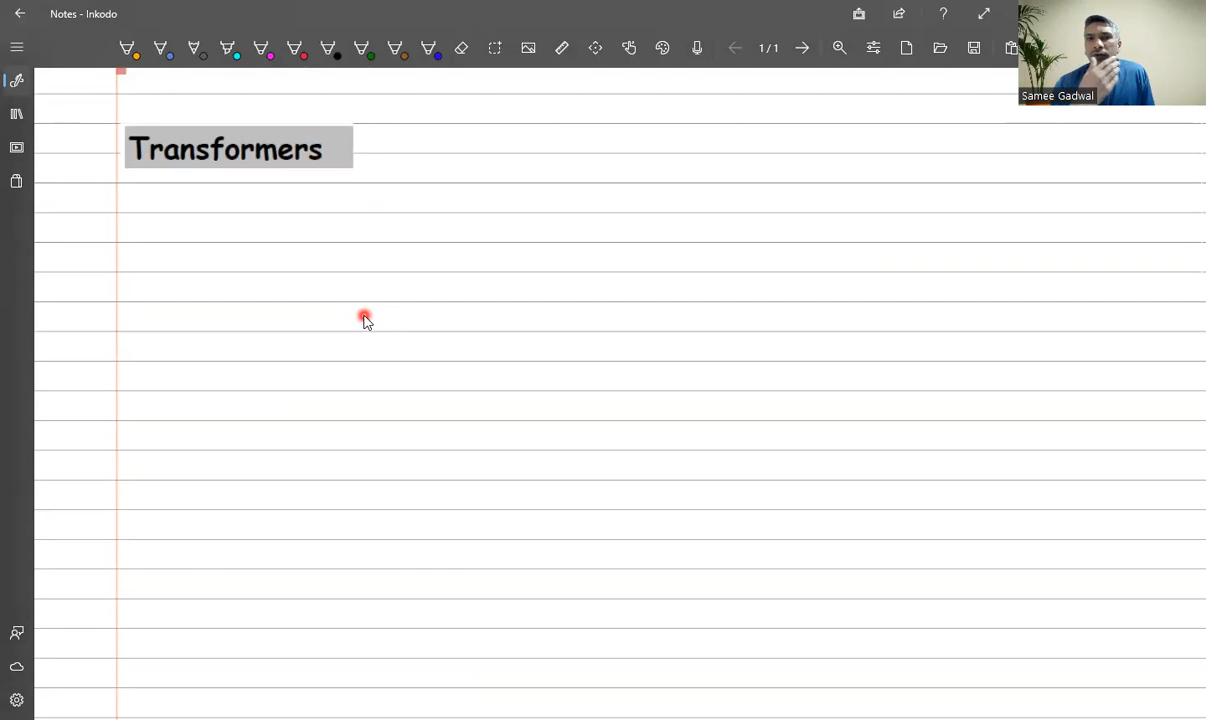 Notes - Inkodo
1 / 1
Samee Gadwal
Transformers